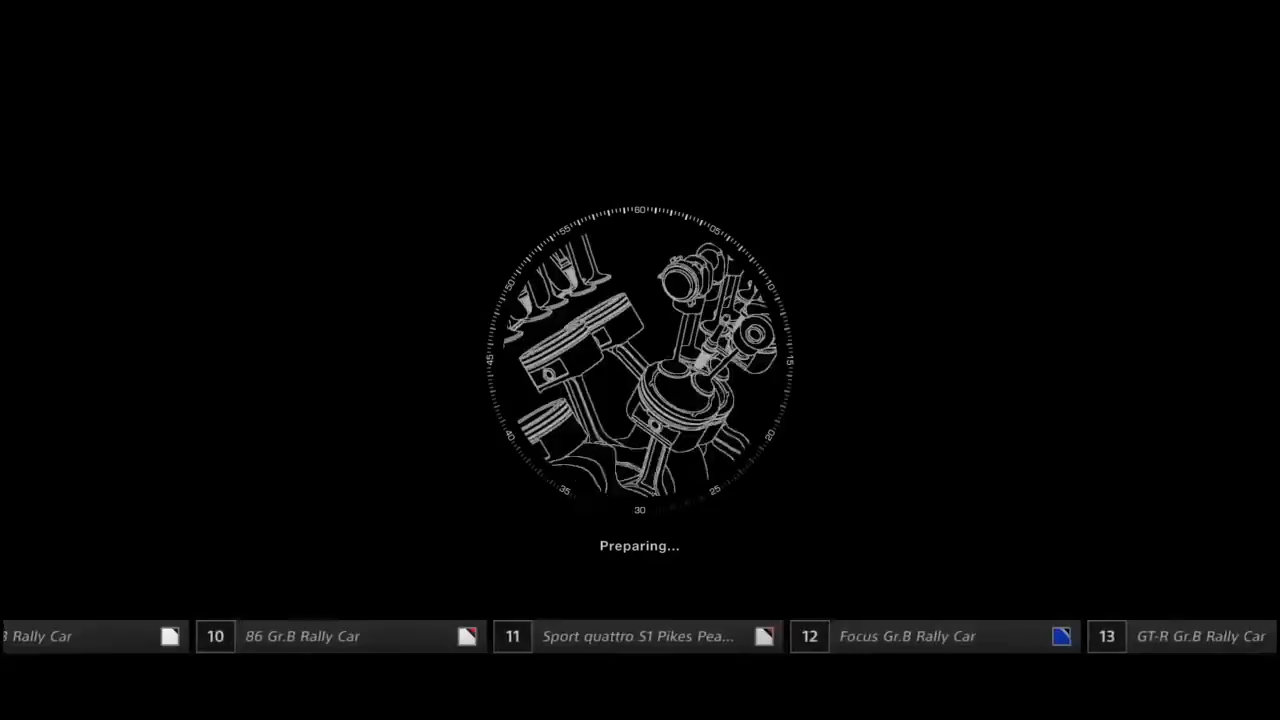 60
55
05
50
10
45
15
40
20
35
25
30
Preparing...
Rally Car
10 86 Gr.B Rally Car
11 Sport quattro S1 Pikes Pea...
12 Focus Gr.B Rally Car
13 GT-R Gr.B Rally Car